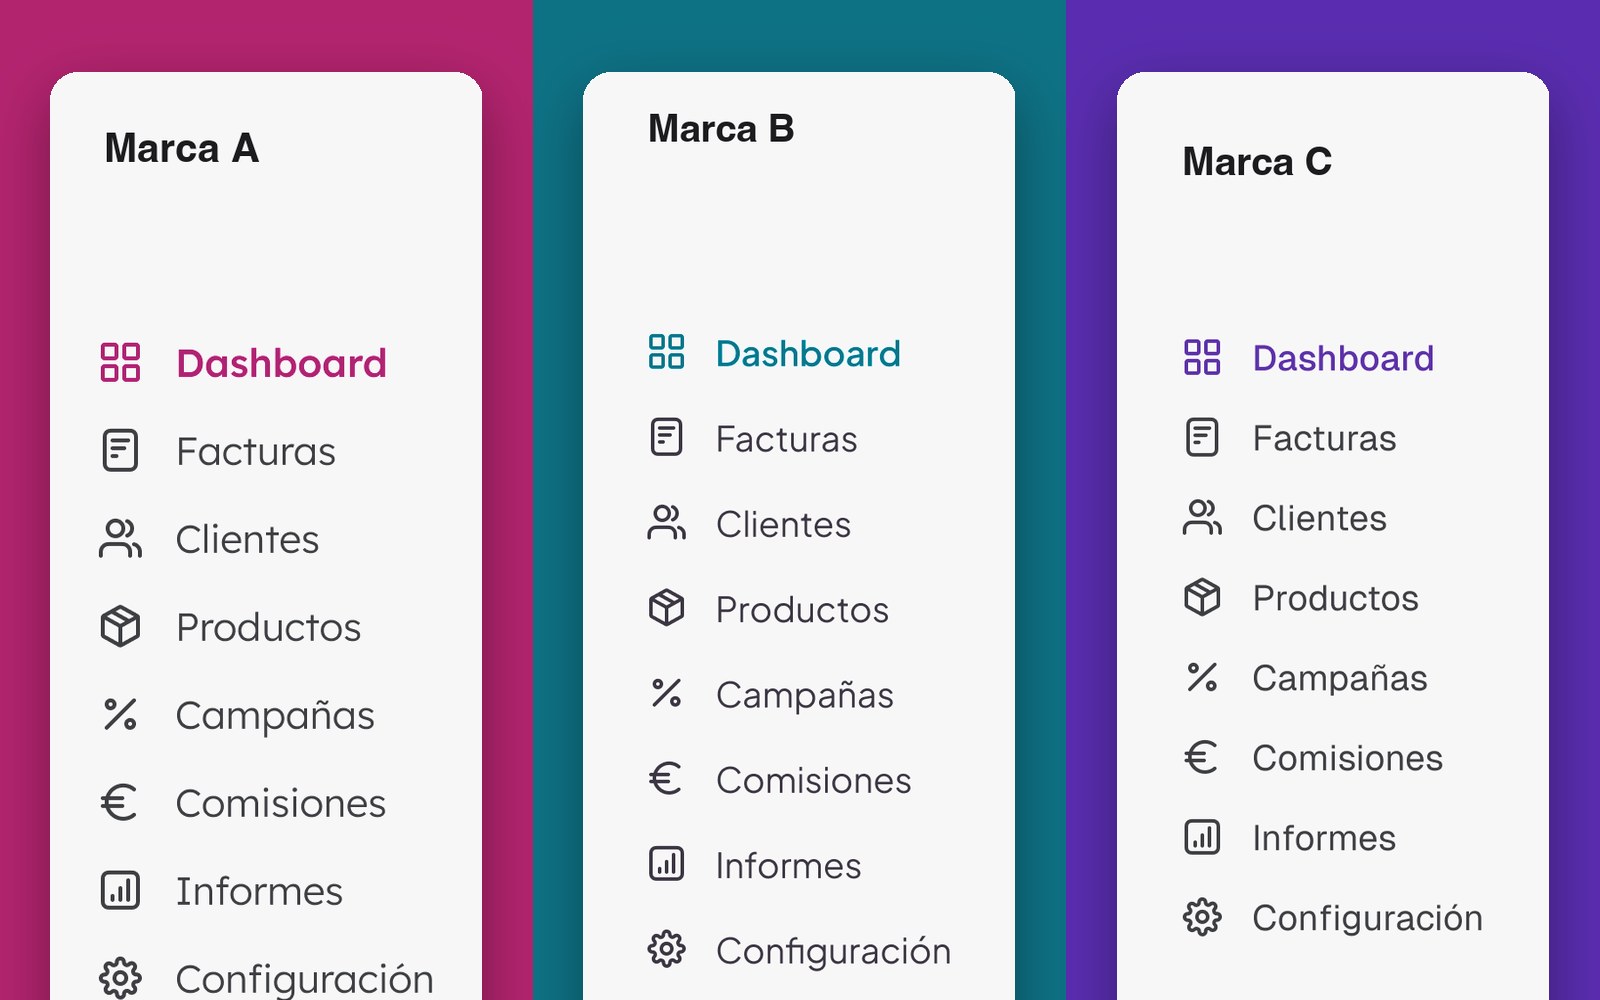 Marca A
Dashboard
Facturas
Clientes
Productos
Campañas
Comisiones
Informes
Configuración
Marca B
Dashboard
Facturas
Clientes
Productos
Campañas
Comisiones
Informes
Configuración
Marca C
Dashboard
Facturas
Clientes
Productos
Campañas
Comisiones
Informes
Configuración